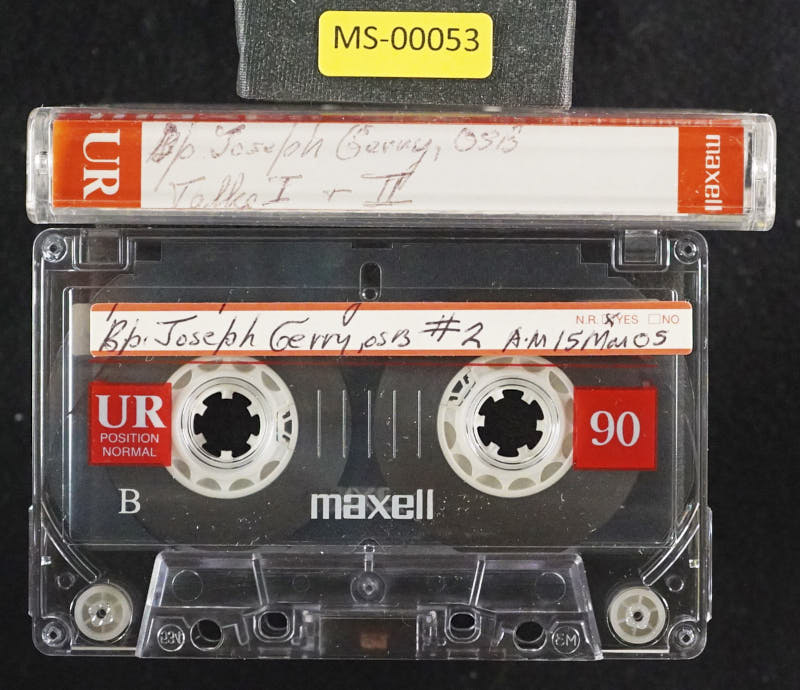 MS-00053
UR Bp Joseph Gerry, OSB maxell
Talks I + II
Bp. Joseph Gerry, OSB #2 A.M 15 Mar 05
N.R. YES NO
UR
POSITION
NORMAL
90
B maxell